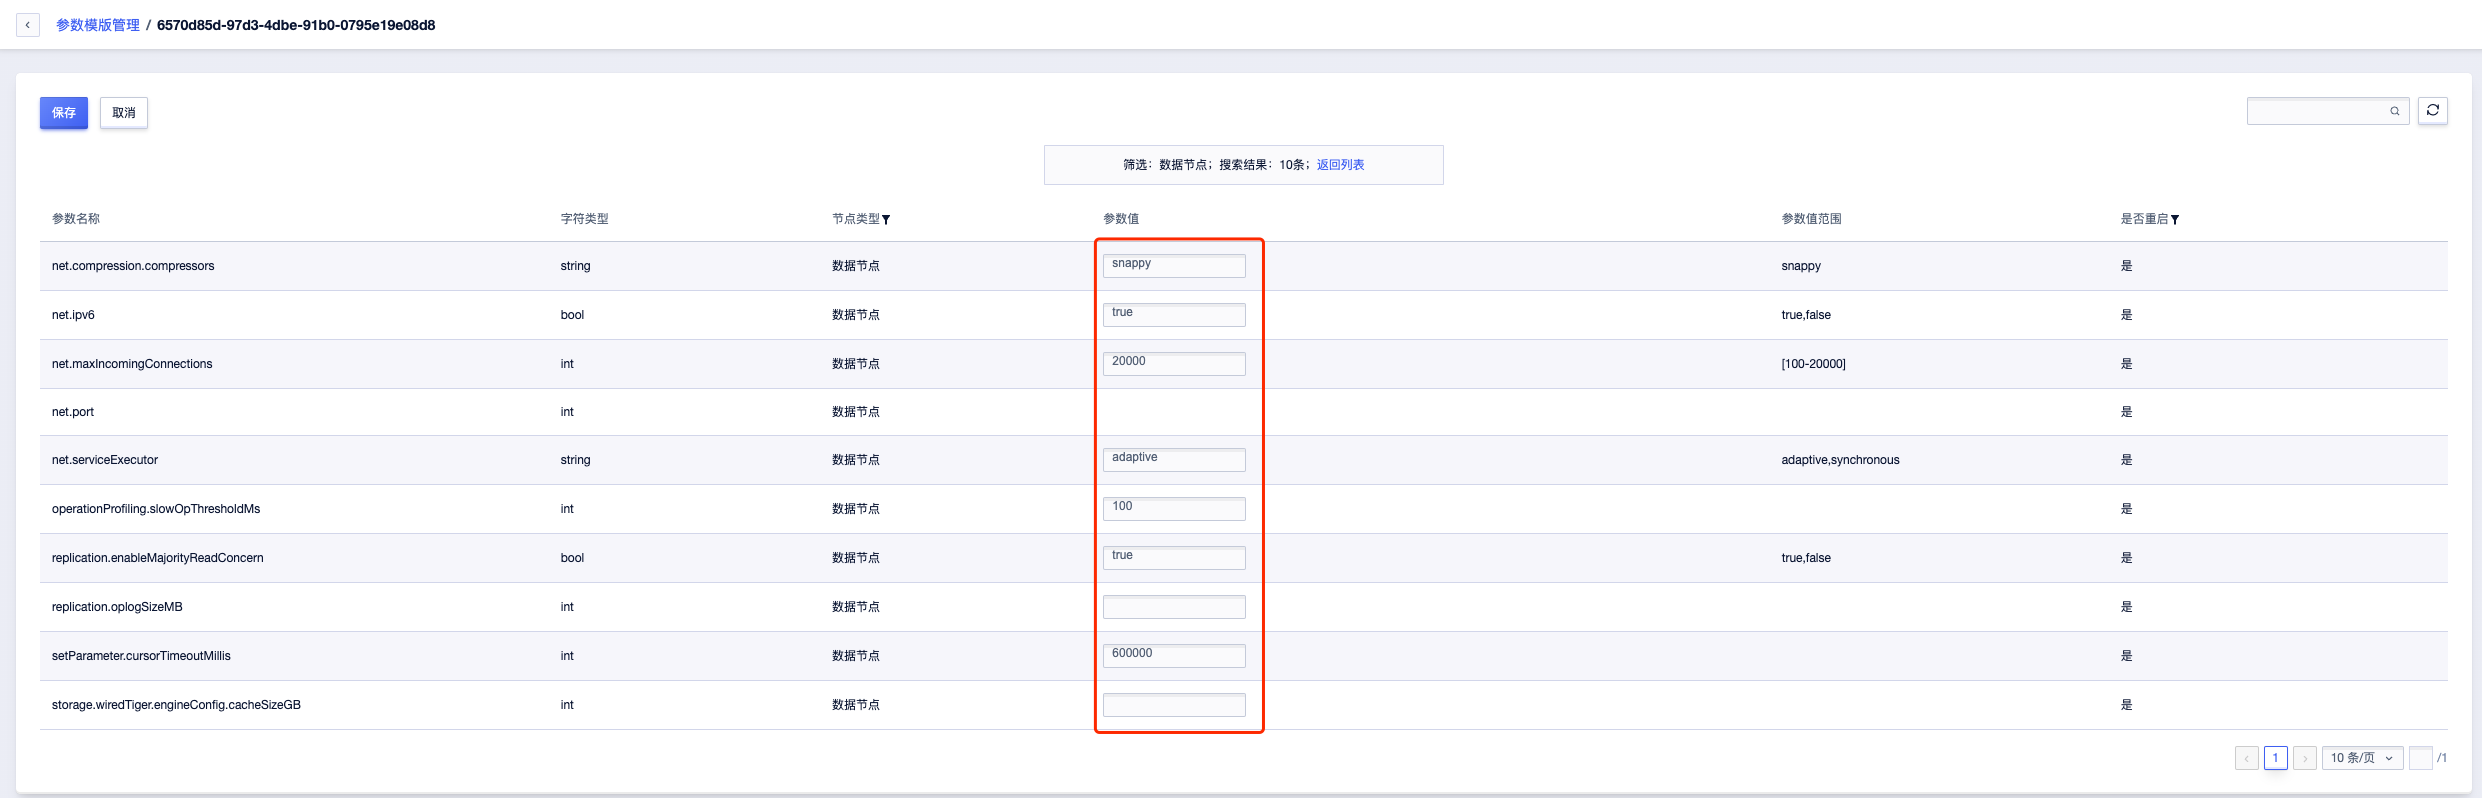 参数模版管理 / 6570d85d-97d3-4dbe-91b0-0795e19e08d8
保存 取消
筛选：数据节点；搜索结果：10条；返回列表
参数名称 字符类型 节点类型 参数值 参数值范围 是否重启
net.compression.compressors string 数据节点 snappy snappy 是
net.ipv6 bool 数据节点 true true,false 是
net.maxIncomingConnections int 数据节点 20000 [100-20000] 是
net.port int 数据节点 是
net.serviceExecutor string 数据节点 adaptive adaptive,synchronous 是
operationProfiling.slowOpThresholdMs int 数据节点 100 是
replication.enableMajorityReadConcern bool 数据节点 true true,false 是
replication.oplogSizeMB int 数据节点 是
setParameter.cursorTimeoutMillis int 数据节点 600000 是
storage.wiredTiger.engineConfig.cacheSizeGB int 数据节点 是
1 10 条/页 /1